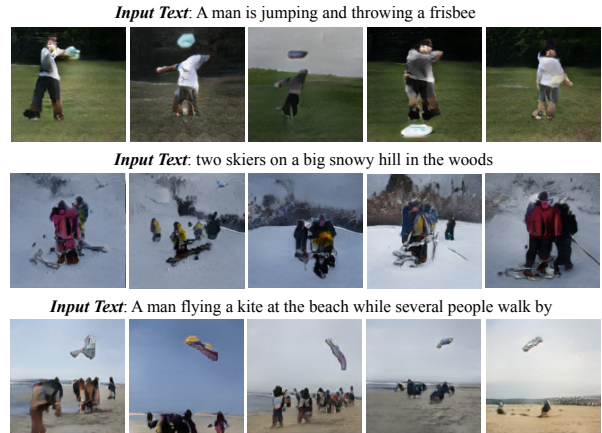 Input Text: A man is jumping and throwing a frisbee
Input Text: two skiers on a big snowy hill in the woods
Input Text: A man flying a kite at the beach while several people walk by